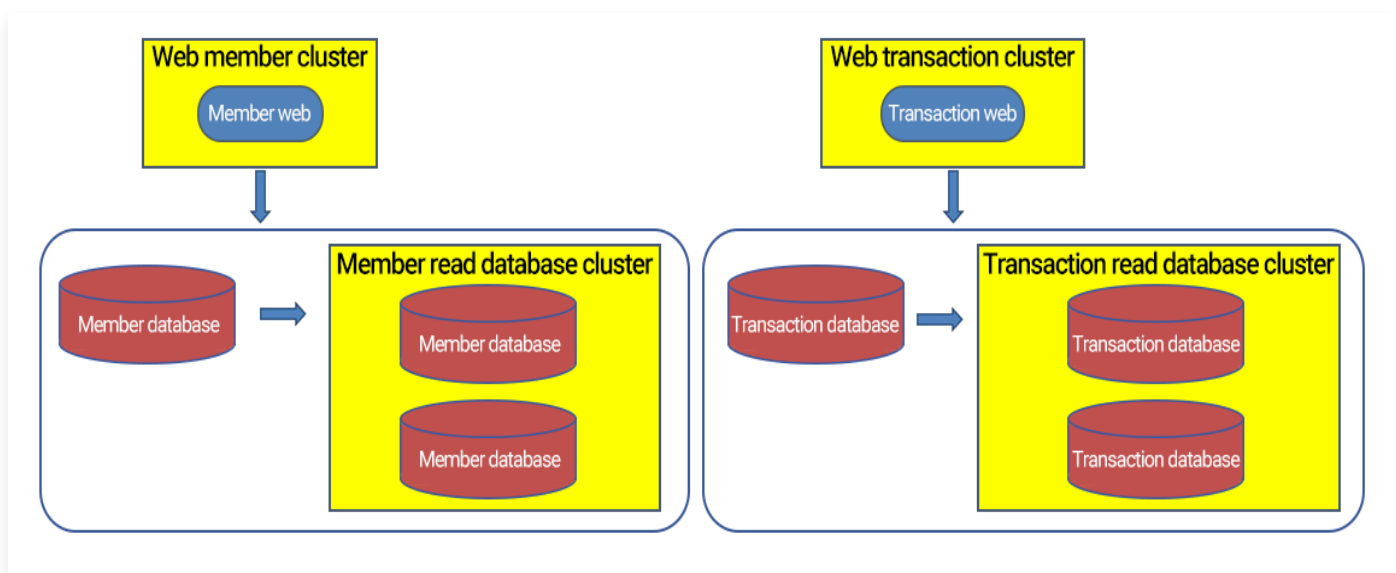 Web member cluster
Member web
Web transaction cluster
Transaction web
Member database
Member read database cluster
Member database
Member database
Transaction database
Transaction read database cluster
Transaction database
Transaction database